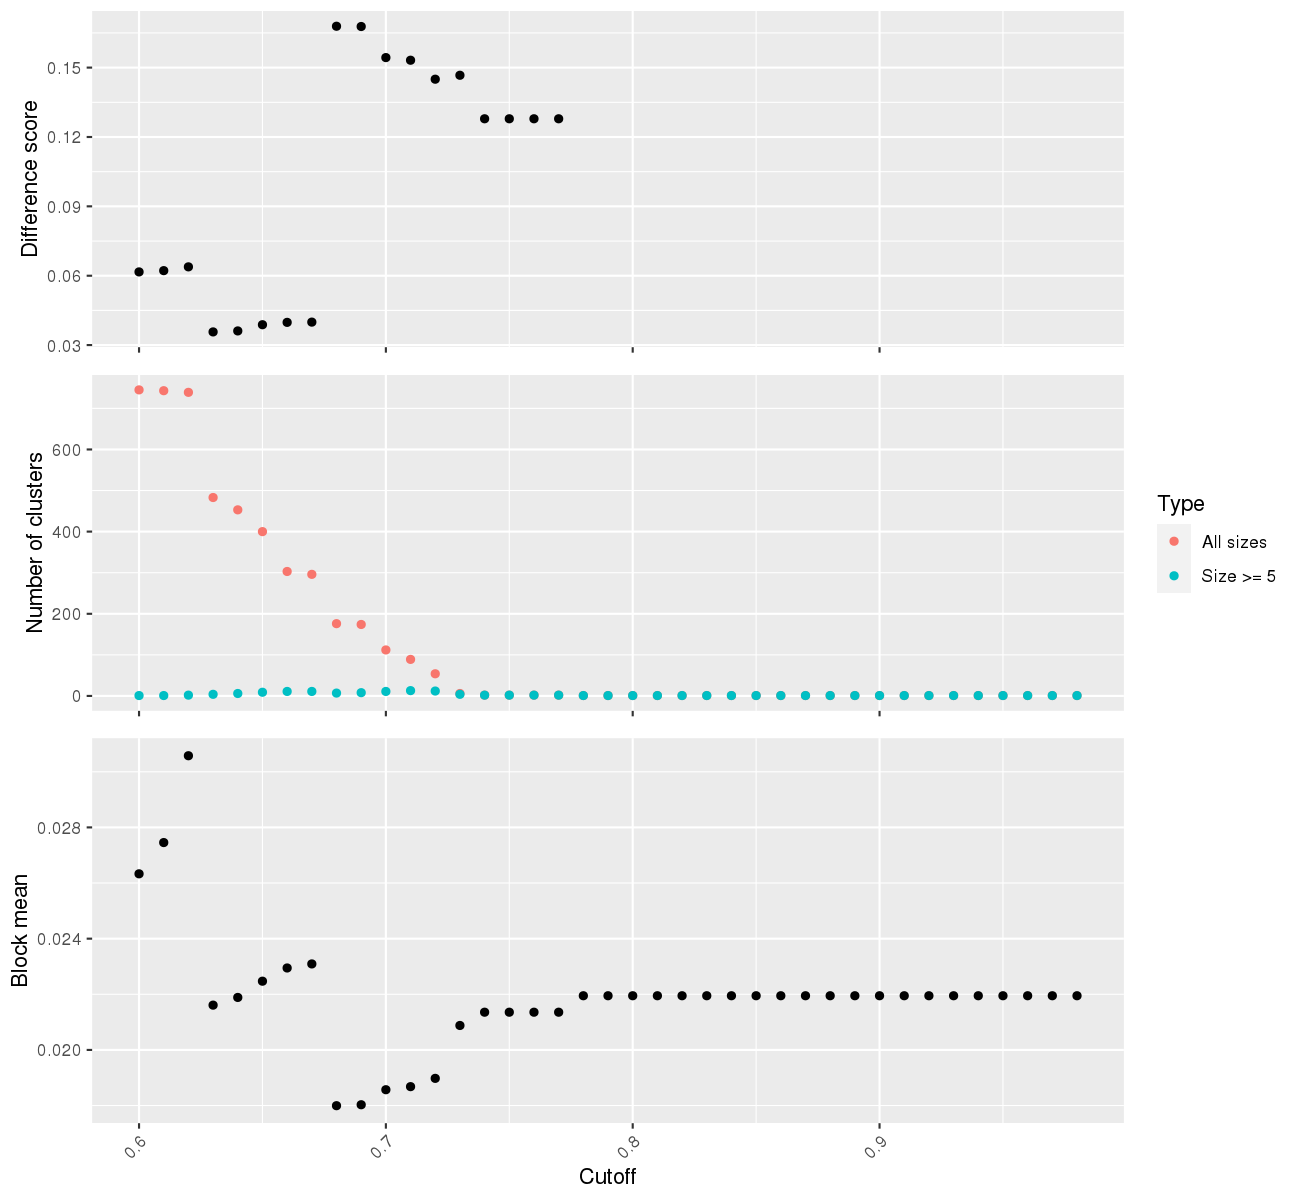 Difference score
0.15
0.12
0.09
0.06
0.03
Number of clusters
600
400
200
0
Type
All sizes
Size >= 5
Block mean
0.028
0.024
0.020
0.6
0.7
0.8
0.9
Cutoff